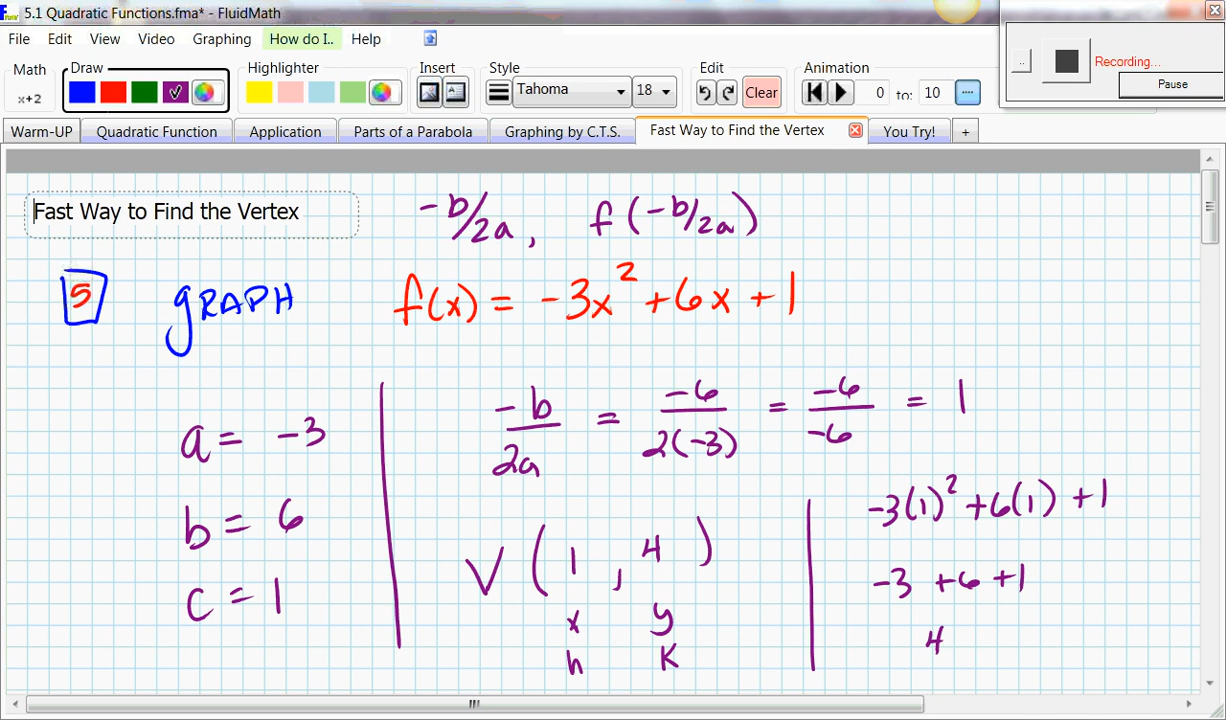 5.1 Quadratic Functions.fma* - FluidMath
File Edit View Video Graphing How do I.. Help
Recording...
Pause
Math
x+2
Draw
Highlighter
Insert
Style
Tahoma 18
Edit
Clear
Animation
0 to: 10
Warm-UP Quadratic Function Application Parts of a Parabola Graphing by C.T.S. Fast Way to Find the Vertex You Try! +
Fast Way to Find the Vertex
-b/2a, f(-b/2a)
5 GRAPH f(x) = -3x² + 6x + 1
a = -3
b = 6
c = 1
-b/2a = -6/2(-3) = -6/-6 = 1
V (1, 4)
x y
h k
-3(1)² + 6(1) + 1
-3 + 6 + 1
4